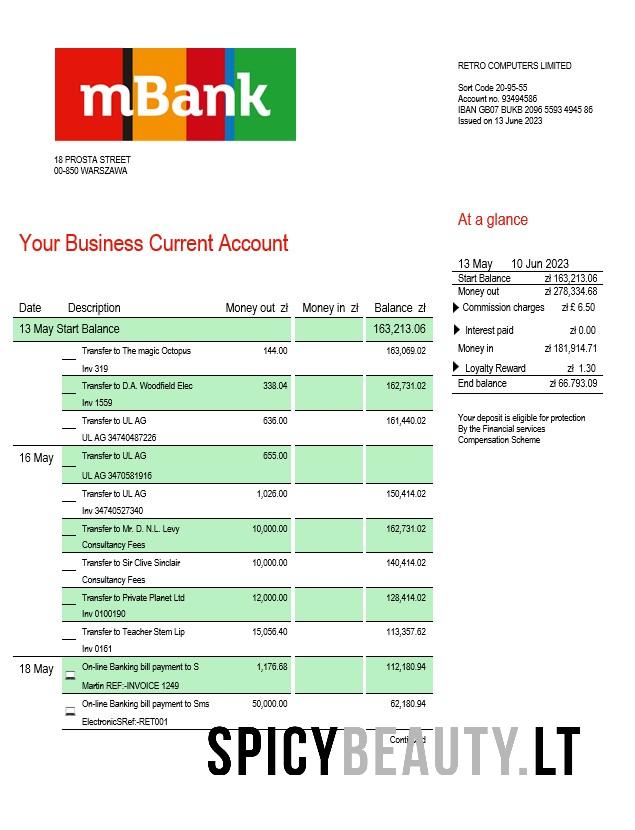 mBank
18 PROSTA STREET
00-850 WARSZAWA
RETRO COMPUTERS LIMITED
Sort Code 20-95-55
Account no. 93494586
IBAN GB07 BUKB 2096 5593 4945 86
Issued on 13 June 2023
At a glance
13 May 10 Jun 2023
Start Balance zł 163,213.06
Money out zł 278,334.68
Commission charges zł £ 6.50
Interest paid zł 0.00
Money in zł 181,914.71
Loyalty Reward zł 1.30
End balance zł 66.793.09
Your deposit is eligible for protection
By the Financial services
Compensation Scheme
Your Business Current Account
Date Description Money out zł Money in zł Balance zł
13 May Start Balance 163,213.06
Transfer to The magic Octopus 144.00 163,069.02
Inv 319
Transfer to D.A. Woodfield Elec 338.04 162,731.02
Inv 1559
Transfer to UL AG 636.00 161,440.02
UL AG 34740487226
16 May Transfer to UL AG 655.00
UL AG 3470581916
Transfer to UL AG 1,026.00 150,414.02
Inv 34740527340
Transfer to Mr. D. N.L. Levy 10,000.00 162,731.02
Consultancy Fees
Transfer to Sir Clive Sinclair 10,000.00 140,414.02
Consultancy Fees
Transfer to Private Planet Ltd 12,000.00 128,414.02
Inv 0100190
Transfer to Teacher Stem Lip 15,056.40 113,357.62
Inv 0161
18 May On-line Banking bill payment to S 1,176.68 112,180.94
Martin REF:-INVOICE 1249
On-line Banking bill payment to Sms 50,000.00 62,180.94
ElectronicSRef:-RET001
Continued
SPICYBEAUTY.LT